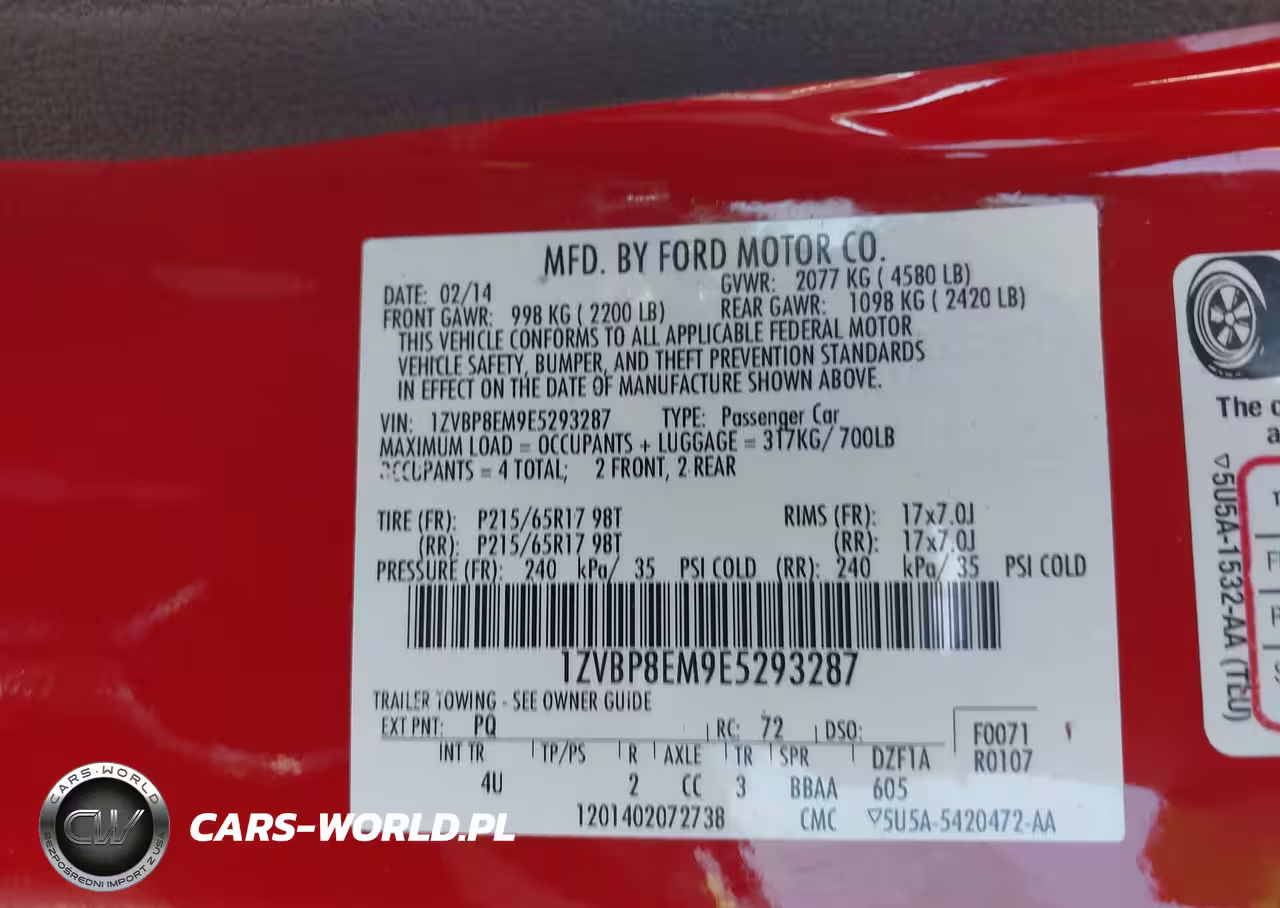 MFD. BY FORD MOTOR CO.
DATE: 02/14
GVWR: 2077 KG ( 4580 LB)
FRONT GAWR: 998 KG ( 2200 LB)
REAR GAWR: 1098 KG ( 2420 LB)
THIS VEHICLE CONFORMS TO ALL APPLICABLE FEDERAL MOTOR
VEHICLE SAFETY, BUMPER, AND THEFT PREVENTION STANDARDS
IN EFFECT ON THE DATE OF MANUFACTURE SHOWN ABOVE.
VIN: 1ZVBP8EM9E5293287 TYPE: Passenger Car
MAXIMUM LOAD = OCCUPANTS + LUGGAGE = 317KG/ 700LB
OCCUPANTS = 4 TOTAL; 2 FRONT, 2 REAR
TIRE (FR): P215/65R17 98T RIMS (FR): 17x7.0J
(RR): P215/65R17 98T (RR): 17x7.0J
PRESSURE (FR): 240 kPa/ 35 PSI COLD (RR): 240 kPa/ 35 PSI COLD
1ZVBP8EM9E5293287
TRAILER TOWING - SEE OWNER GUIDE
EXT PNT: PQ RC: 72 DSO: F0071
INT TR TP/PS R AXLE TR SPR DZF1A R0107
4U 2 CC 3 BBAA 605
1201402072738 CMC ▽5U5A-5420472-AA
The
▽5U5A-1532-AA (TEU)
CARS-WORLD
CW
BEZPOŚREDNI IMPORT Z USA
CARS-WORLD.PL